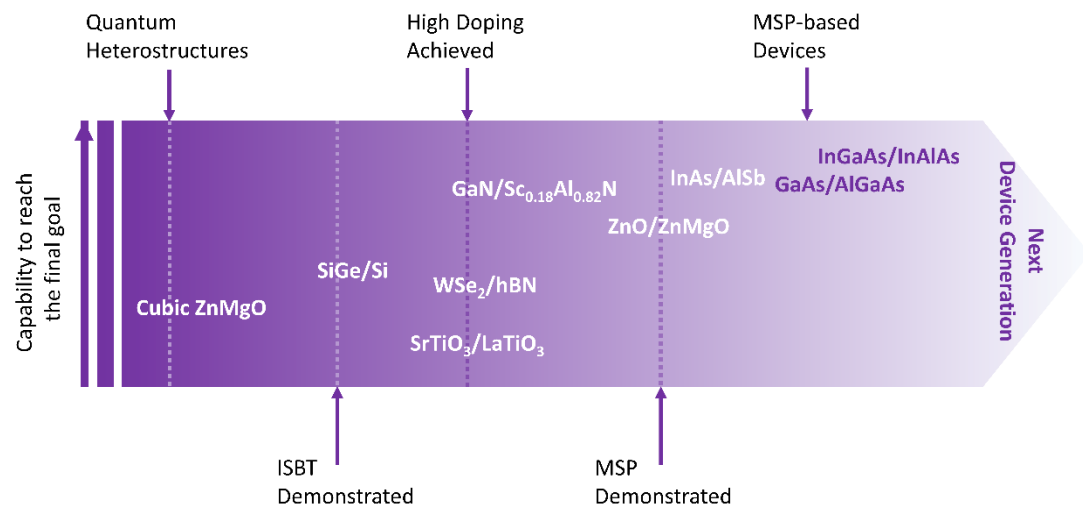 Quantum
Heterostructures
High Doping
Achieved
MSP-based
Devices
Capability to reach
the final goal
InGaAs/InAlAs
GaAs/AlGaAs
InAs/AlSb
GaN/Sc₀.₁₈Al₀.₈₂N
ZnO/ZnMgO
SiGe/Si
WSe₂/hBN
Cubic ZnMgO
SrTiO₃/LaTiO₃
Next
Device Generation
ISBT
Demonstrated
MSP
Demonstrated